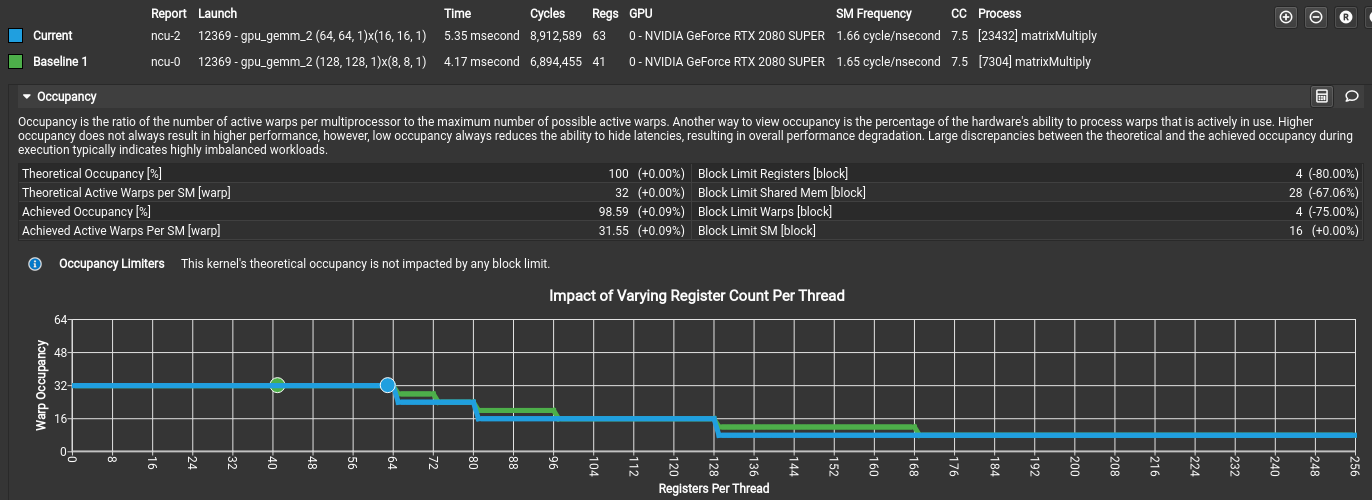 Report Launch Time Cycles Regs GPU SM Frequency CC Process
Current ncu-2 12369 - gpu_gemm_2 (64, 64, 1)x(16, 16, 1) 5.35 msecond 8,912,589 63 0 - NVIDIA GeForce RTX 2080 SUPER 1.66 cycle/nsecond 7.5 [23432] matrixMultiply
Baseline 1 ncu-0 12369 - gpu_gemm_2 (128, 128, 1)x(8, 8, 1) 4.17 msecond 6,894,455 41 0 - NVIDIA GeForce RTX 2080 SUPER 1.65 cycle/nsecond 7.5 [7304] matrixMultiply
R
Occupancy
Occupancy is the ratio of the number of active warps per multiprocessor to the maximum number of possible active warps. Another way to view occupancy is the percentage of the hardware's ability to process warps that is actively in use. Higher
occupancy does not always result in higher performance, however, low occupancy always reduces the ability to hide latencies, resulting in overall performance degradation. Large discrepancies between the theoretical and the achieved occupancy during
execution typically indicates highly imbalanced workloads.
Theoretical Occupancy [%] 100 (+0.00%) Block Limit Registers [block] 4 (-80.00%)
Theoretical Active Warps per SM [warp] 32 (+0.00%) Block Limit Shared Mem [block] 28 (-67.06%)
Achieved Occupancy [%] 98.59 (+0.09%) Block Limit Warps [block] 4 (-75.00%)
Achieved Active Warps Per SM [warp] 31.55 (+0.09%) Block Limit SM [block] 16 (+0.00%)
Occupancy Limiters This kernel's theoretical occupancy is not impacted by any block limit.
Impact of Varying Register Count Per Thread
Warp Occupancy
64
48
32
16
0
0 8 16 24 32 40 48 56 64 72 80 88 96 104 112 120 128 136 144 152 160 168 176 184 192 200 208 216 224 232 240 248 256
Registers Per Thread